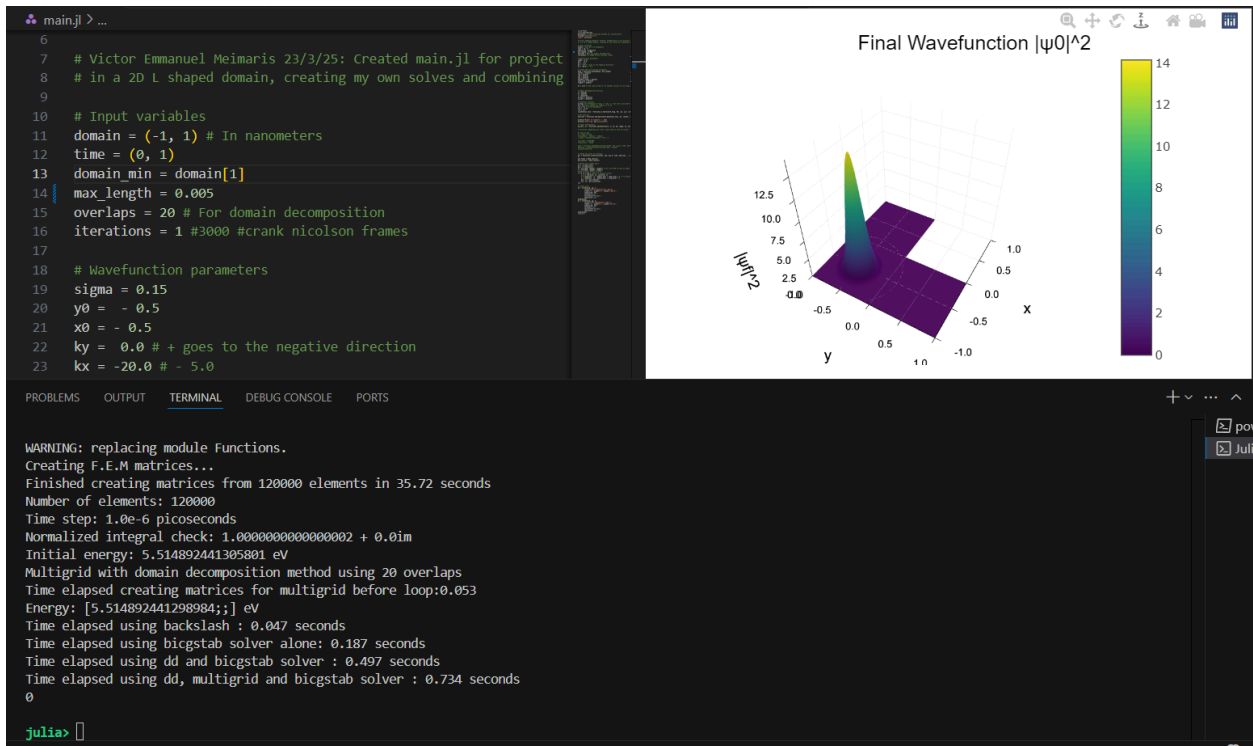 main.jl > ...
6
7 # Victor Emmanuel Meimaris 23/3/25: Created main.jl for project
8 # in a 2D L shaped domain, creating my own solves and combining
9
10 # Input variables
11 domain = (-1, 1) # In nanometers
12 time = (0, 1)
13 domain_min = domain[1]
14 max_length = 0.005
15 overlaps = 20 # For domain decomposition
16 iterations = 1 #3000 #crank nicolson frames
17
18 # Wavefunction parameters
19 sigma = 0.15
20 y0 = - 0.5
21 x0 = - 0.5
22 ky = 0.0 # + goes to the negative direction
23 kx = -20.0 # - 5.0
Final Wavefunction |ψ0|^2
14
12
10
8
6
4
2
0
12.5
10.0
7.5
5.0
2.5
|ψf|^2
-1.0
-0.5
0.0
0.5
1.0
y
1.0
0.5
0.0
-0.5
-1.0
x
z
PROBLEMS OUTPUT TERMINAL DEBUG CONSOLE PORTS
WARNING: replacing module Functions.
Creating F.E.M matrices...
Finished creating matrices from 120000 elements in 35.72 seconds
Number of elements: 120000
Time step: 1.0e-6 picoseconds
Normalized integral check: 1.0000000000000002 + 0.0im
Initial energy: 5.514892441305801 eV
Multigrid with domain decomposition method using 20 overlaps
Time elapsed creating matrices for multigrid before loop:0.053
Energy: [5.514892441298984;;] eV
Time elapsed using backslash : 0.047 seconds
Time elapsed using bicgstab solver alone: 0.187 seconds
Time elapsed using dd and bicgstab solver : 0.497 seconds
Time elapsed using dd, multigrid and bicgstab solver : 0.734 seconds
0
julia>
pow
Juli